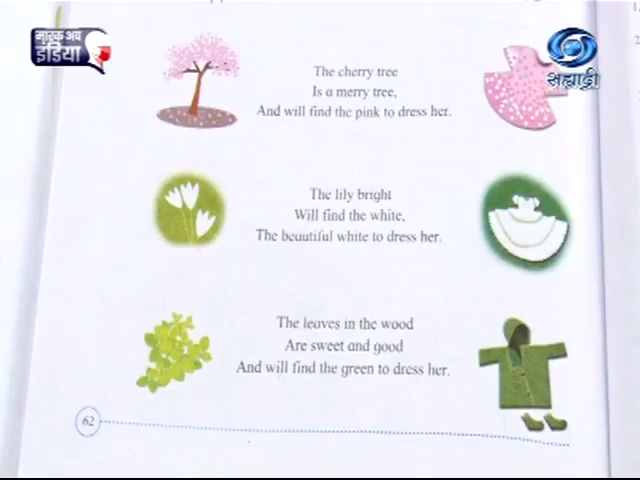 मास्क अप
इंडिया
सह्याद्री
The cherry tree
Is a merry tree,
And will find the pink to dress her.
The lily bright
Will find the white,
The beautiful white to dress her.
The leaves in the wood
Are sweet and good
And will find the green to dress her.
62